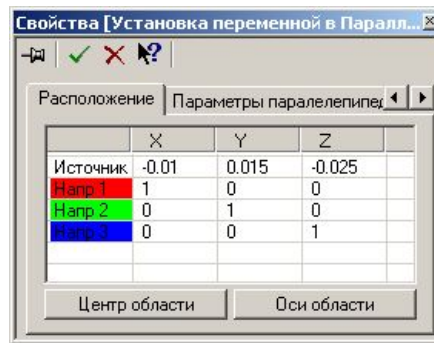 Свойства [Установка переменной в Паралл...
Расположение Параметры паралелепипед
X Y Z
Источник -0.01 0.015 -0.025
Напр 1 1 0 0
Напр 2 0 1 0
Напр 3 0 0 1
Центр области Оси области